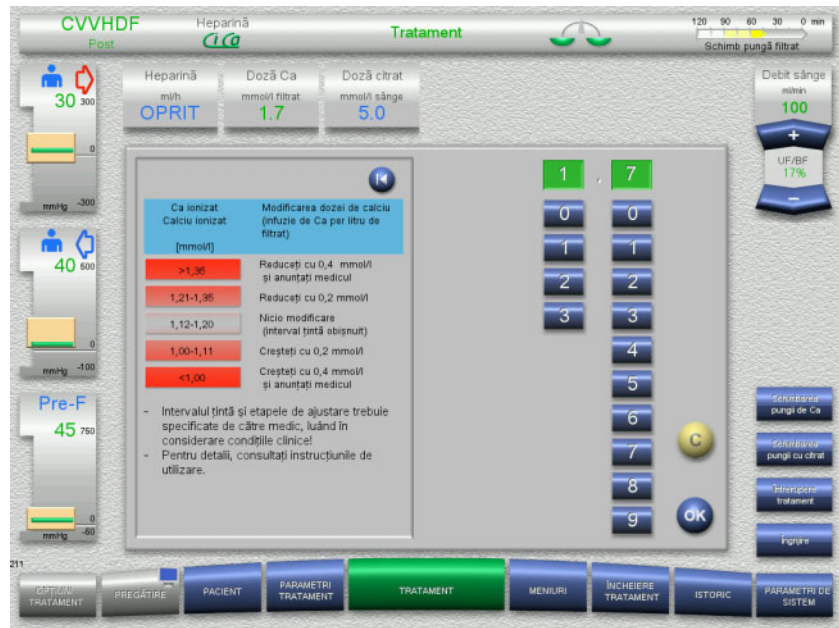 CVVHDF
Post
Heparină
Ci Ca
Tratament
120 90 60 30 0 min
Schimb pungă filtrat
30 300
0
mmHg -300
40 600
0
mmHg -100
Pre-F
45 750
0
mmHg -50
Heparină
ml/h
OPRIT
Doză Ca
mmol/l filtrat
1.7
Doză citrat
mmol/l sânge
5.0
Debit sânge
ml/min
100
+
UF/BF
17%
−
Ca ionizat
Calciu ionizat
[mmol/l]
Modificarea dozei de calciu
(infuzie de Ca per litru de
filtrat)
>1,35
Reduceți cu 0,4 mmol/l
și anunțați medicul
1,21-1,35
Reduceți cu 0,2 mmol/l
1,12-1,20
Nicio modificare
(interval țintă obișnuit)
1,00-1,11
Creșteți cu 0,2 mmol/l
<1,00
Creșteți cu 0,4 mmol/l
și anunțați medicul
- Intervalul țintă și etapele de ajustare trebuie
specificate de către medic, luând în
considerare condițiile clinice!
- Pentru detalii, consultați instrucțiunile de
utilizare.
1 . 7
0 0
1 1
2 2
3 3
4
5
6
7
8
9
C
OK
Schimbarea
pungii de Ca
Schimbarea
pungii cu citrat
Întrerupere
tratament
Îngrijire
211
OPȚIUNI
TRATAMENT
PREGĂTIRE
PACIENT
PARAMETRI
TRATAMENT
TRATAMENT
MENIURI
ÎNCHEIERE
TRATAMENT
ISTORIC
PARAMETRI DE
SISTEM